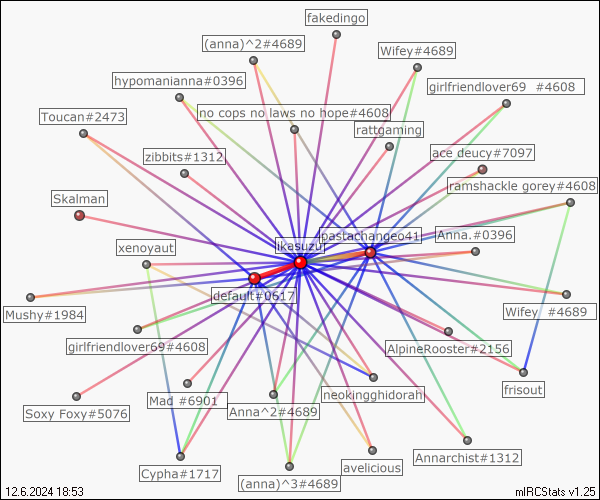 fakedingo
(anna)^2#4689
Wifey#4689
hypomanianna#0396
girlfriendlover69 #4608
Toucan#2473
no cops no laws no hope#4608
rattgaming
zibbits#1312
ace deucy#7097
ramshackle gorey#4608
Skalman
pastachangeo41
Anna.#0396
ikasuzu
xenoyaut
default#0617
Mushy#1984
Wifey #4689
girlfriendlover69#4608
AlpineRooster#2156
frisout
neokingghidorah
Mad #6901
Soxy Foxy#5076
Anna^2#4689
Annarchist#1312
avelicious
Cypha#1717
(anna)^3#4689
12.6.2024 18:53
mIRCStats v1.25